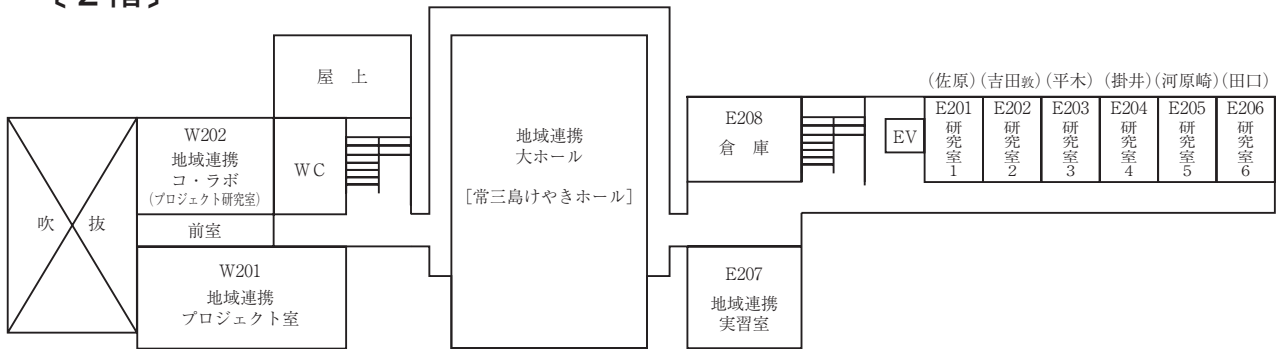 〔2階〕
屋 上
W202
地域連携
コ・ラボ
(プロジェクト研究室)
WC
吹 抜
前室
W201
地域連携
プロジェクト室
地域連携
大ホール
[常三島けやきホール]
E208
倉 庫
E207
地域連携
実習室
EV
(佐原)
E201
研究室1
(吉田敦)
E202
研究室2
(平木)
E203
研究室3
(掛井)
E204
研究室4
(河原崎)
E205
研究室5
(田口)
E206
研究室6